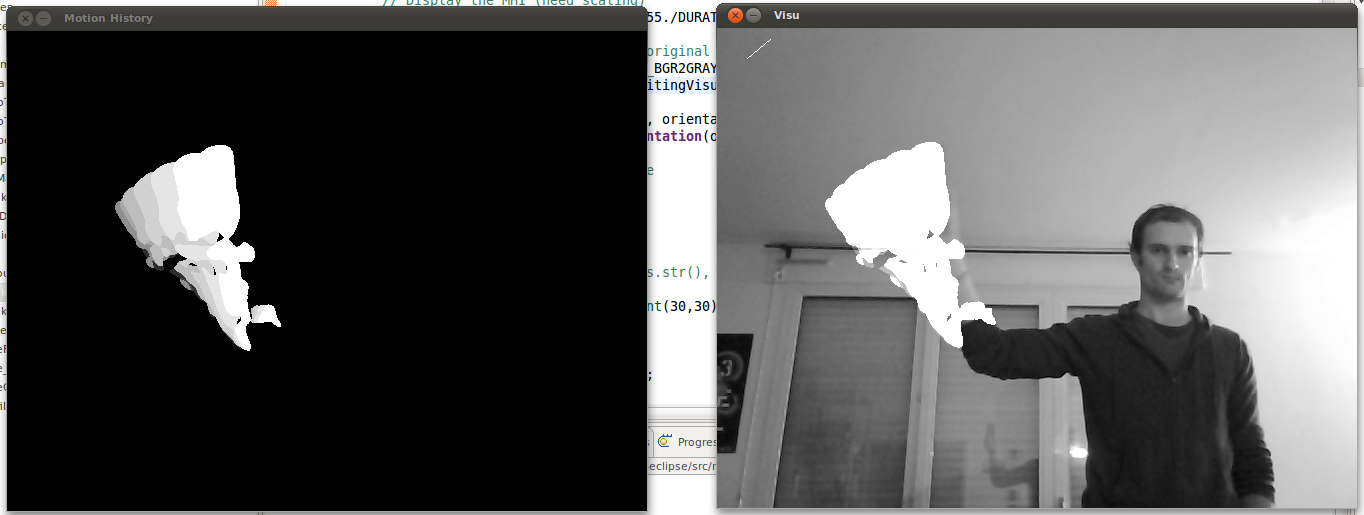 // Display the MHI (need scaling)
Motion History
Visu
55./DURAT
original
_BGR2GRAY
itingVisu
, orienta
ntation(o
e
s.str(),
nt(30,30)
;
Progres
eclipse/src/r